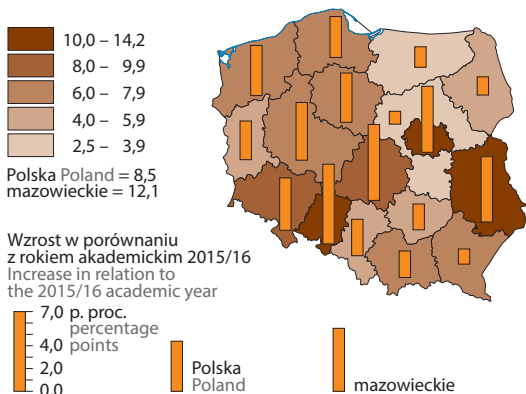 10,0 – 14,2
8,0 – 9,9
6,0 – 7,9
4,0 – 5,9
2,5 – 3,9
Polska Poland = 8,5
mazowieckie = 12,1
Wzrost w porównaniu
z rokiem akademickim 2015/16
Increase in relation to
the 2015/16 academic year
7,0 p. proc.
percentage
4,0 points
2,0
0,0
Polska
Poland
mazowieckie